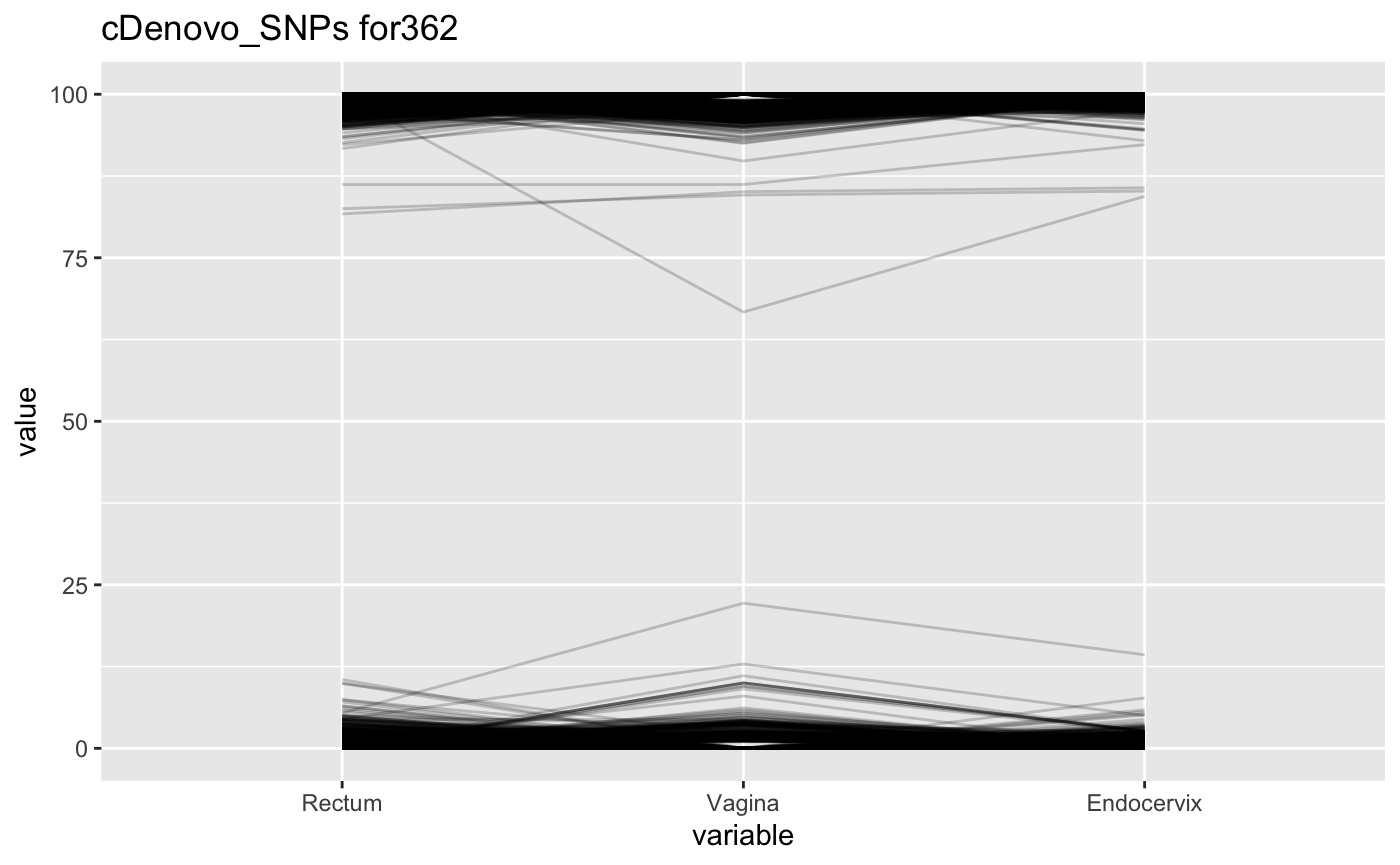 cDenovo_SNPs for362
100
75
50
25
0
value
Rectum
Vagina
Endocervix
variable